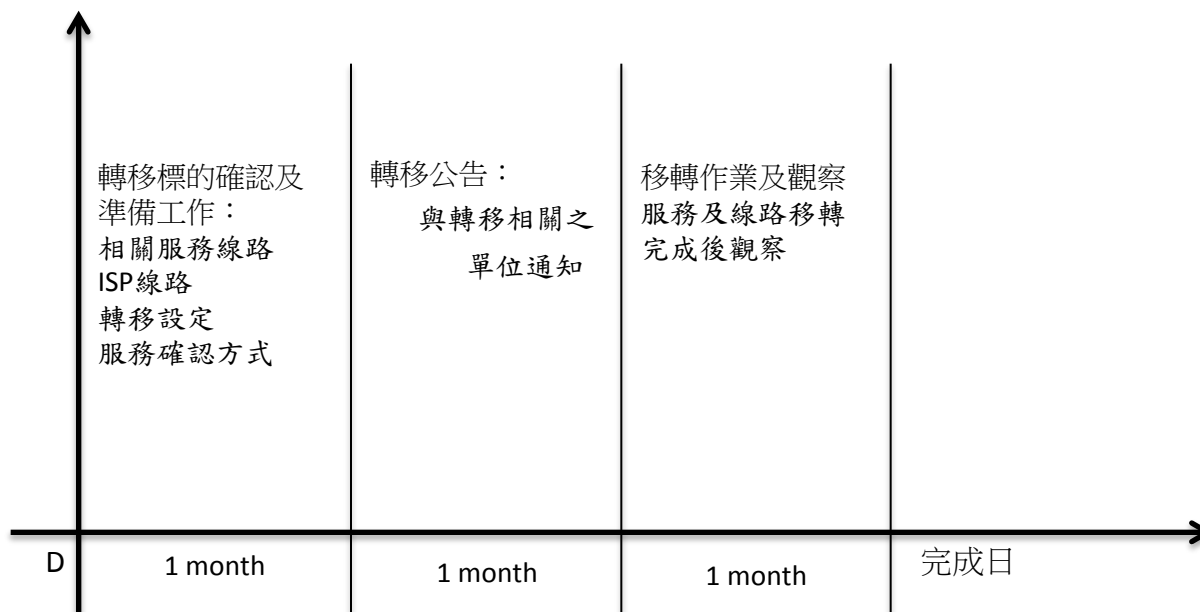 轉移標的確認及
準備工作：
相關服務線路
ISP線路
轉移設定
服務確認方式
轉移公告：
與轉移相關之
單位通知
移轉作業及觀察
服務及線路移轉
完成後觀察
D
1 month
1 month
1 month
完成日